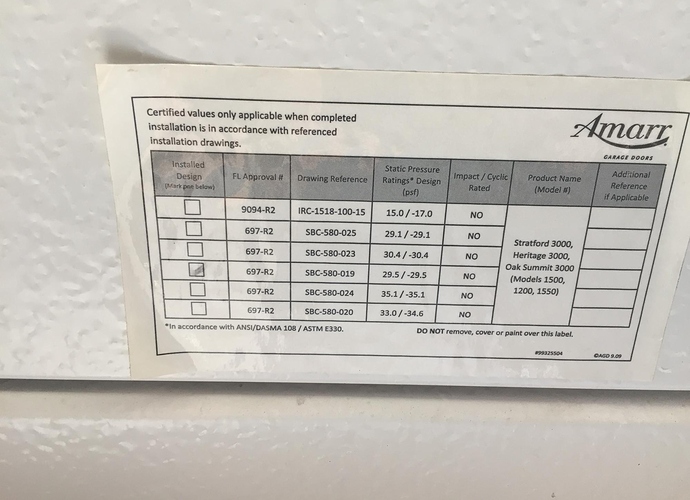 Certified values only applicable when completed
installation is in accordance with referenced
installation drawings.
Amarr
GARAGE DOORS
Installed Design (Mark one below) FL Approval # Drawing Reference Static Pressure Ratings* Design (psf) Impact / Cyclic Rated Product Name (Model #) Additional Reference If Applicable
9094-R2 IRC-1518-100-15 15.0 / -17.0 NO
697-R2 SBC-580-025 29.1 / -29.1 NO
697-R2 SBC-580-023 30.4 / -30.4 NO
697-R2 SBC-580-019 29.5 / -29.5 NO
697-R2 SBC-580-024 35.1 / -35.1 NO
697-R2 SBC-580-020 33.0 / -34.6 NO
Stratford 3000,
Heritage 3000,
Oak Summit 3000
(Models 1500,
1200, 1550)
*In accordance with ANSI/DASMA 108 / ASTM E330.
DO NOT remove, cover or paint over this label.
#99325504
©AGD 9.09